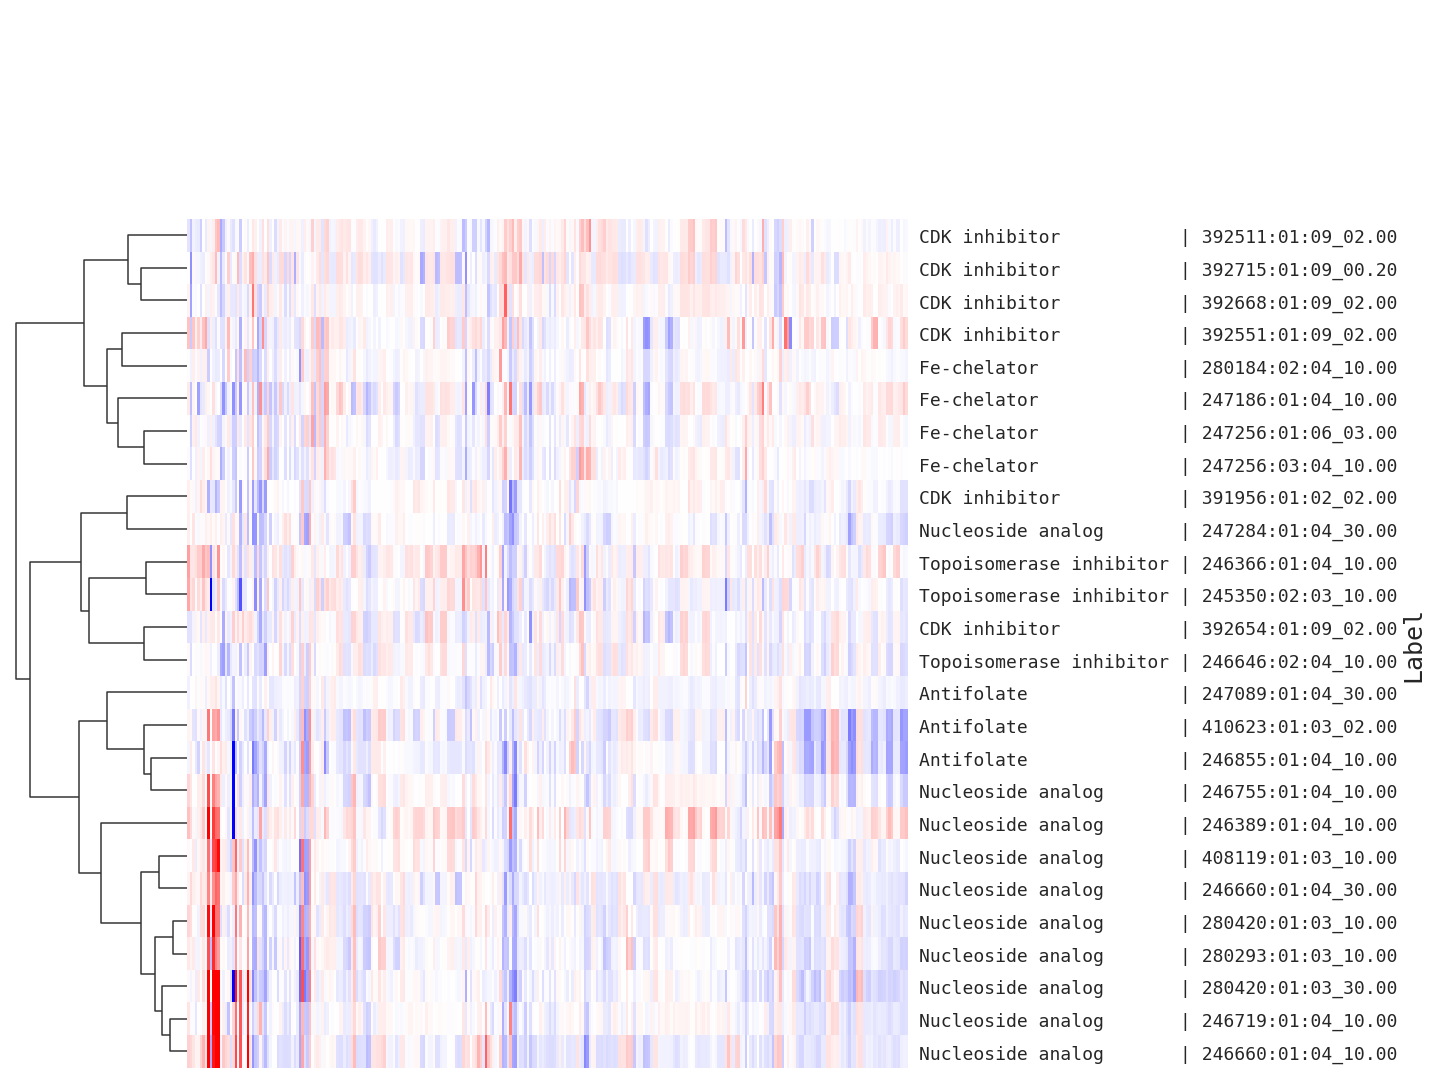 CDK inhibitor | 392511:01:09_02.00
CDK inhibitor | 392715:01:09_00.20
CDK inhibitor | 392668:01:09_02.00
CDK inhibitor | 392551:01:09_02.00
Fe-chelator | 280184:02:04_10.00
Fe-chelator | 247186:01:04_10.00
Fe-chelator | 247256:01:06_03.00
Fe-chelator | 247256:03:04_10.00
CDK inhibitor | 391956:01:02_02.00
Nucleoside analog | 247284:01:04_30.00
Topoisomerase inhibitor | 246366:01:04_10.00
Topoisomerase inhibitor | 245350:02:03_10.00
CDK inhibitor | 392654:01:09_02.00
Topoisomerase inhibitor | 246646:02:04_10.00
Antifolate | 247089:01:04_30.00
Antifolate | 410623:01:03_02.00
Antifolate | 246855:01:04_10.00
Nucleoside analog | 246755:01:04_10.00
Nucleoside analog | 246389:01:04_10.00
Nucleoside analog | 408119:01:03_10.00
Nucleoside analog | 246660:01:04_30.00
Nucleoside analog | 280420:01:03_10.00
Nucleoside analog | 280293:01:03_10.00
Nucleoside analog | 280420:01:03_30.00
Nucleoside analog | 246719:01:04_10.00
Nucleoside analog | 246660:01:04_10.00
Label